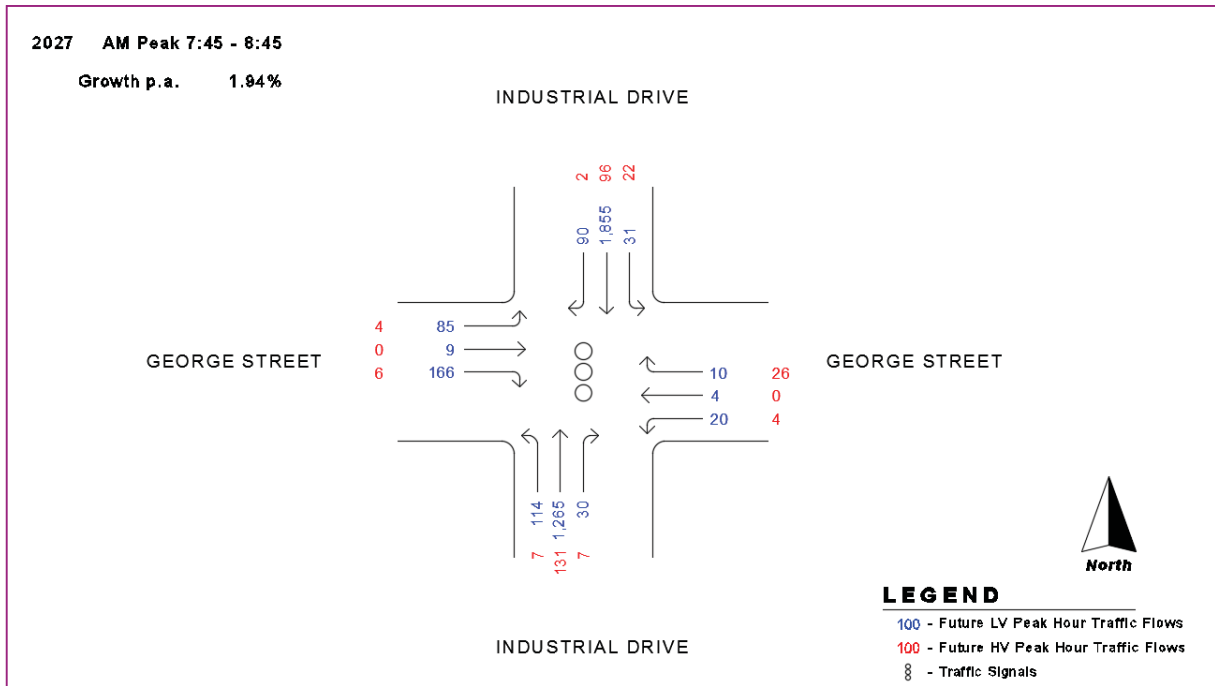 2027 AM Peak 7:45 - 8:45
Growth p.a. 1.94%
INDUSTRIAL DRIVE
2 96 22
90 1,855 31
4 85
0 9
6 166
GEORGE STREET
GEORGE STREET
10 26
4 0
20 4
114 1,265 30
7 131 7
North
LEGEND
100 - Future LV Peak Hour Traffic Flows
100 - Future HV Peak Hour Traffic Flows
- Traffic Signals
INDUSTRIAL DRIVE